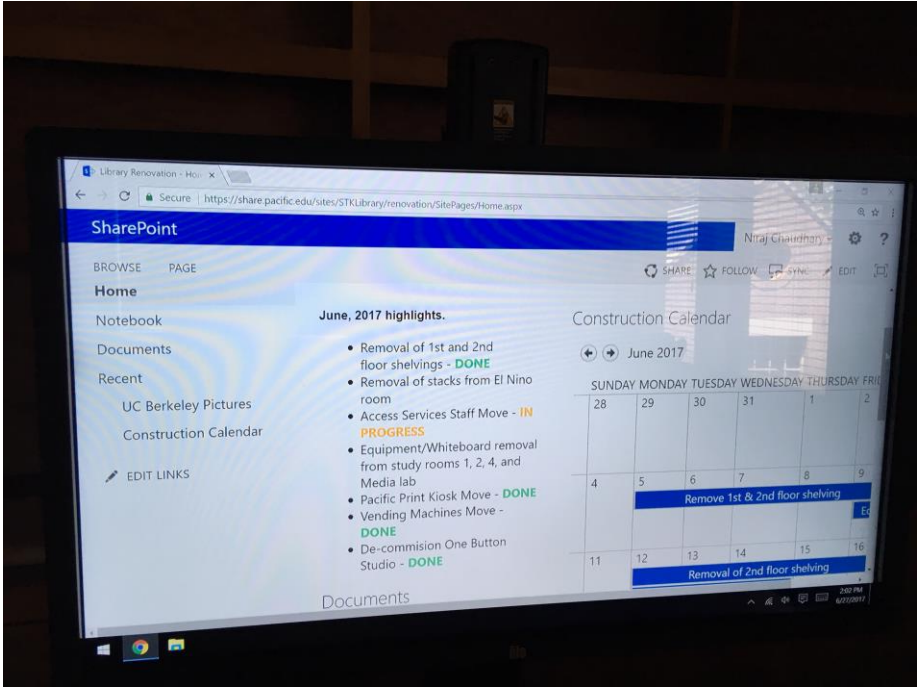 Library Renovation - Hom
Secure https://share.pacific.edu/sites/STKLibrary/renovation/SitePages/Home.aspx
SharePoint
Niraj Chaudhary
?
BROWSE PAGE
SHARE FOLLOW SYNC EDIT
Home
Notebook
Documents
Recent
UC Berkeley Pictures
Construction Calendar
EDIT LINKS
June, 2017 highlights.
• Removal of 1st and 2nd
floor shelvings - DONE
• Removal of stacks from El Nino
room
• Access Services Staff Move - IN
PROGRESS
• Equipment/Whiteboard removal
from study rooms 1, 2, 4, and
Media lab
• Pacific Print Kiosk Move - DONE
• Vending Machines Move -
DONE
• De-commision One Button
Studio - DONE
Documents
Construction Calendar
June 2017
SUNDAY MONDAY TUESDAY WEDNESDAY THURSDAY FRI
28 29 30 31 1 2
4 5 6 7 8 9
Remove 1st & 2nd floor shelving
11 12 13 14 15 16
Removal of 2nd floor shelving
2:02 PM
6/27/2017